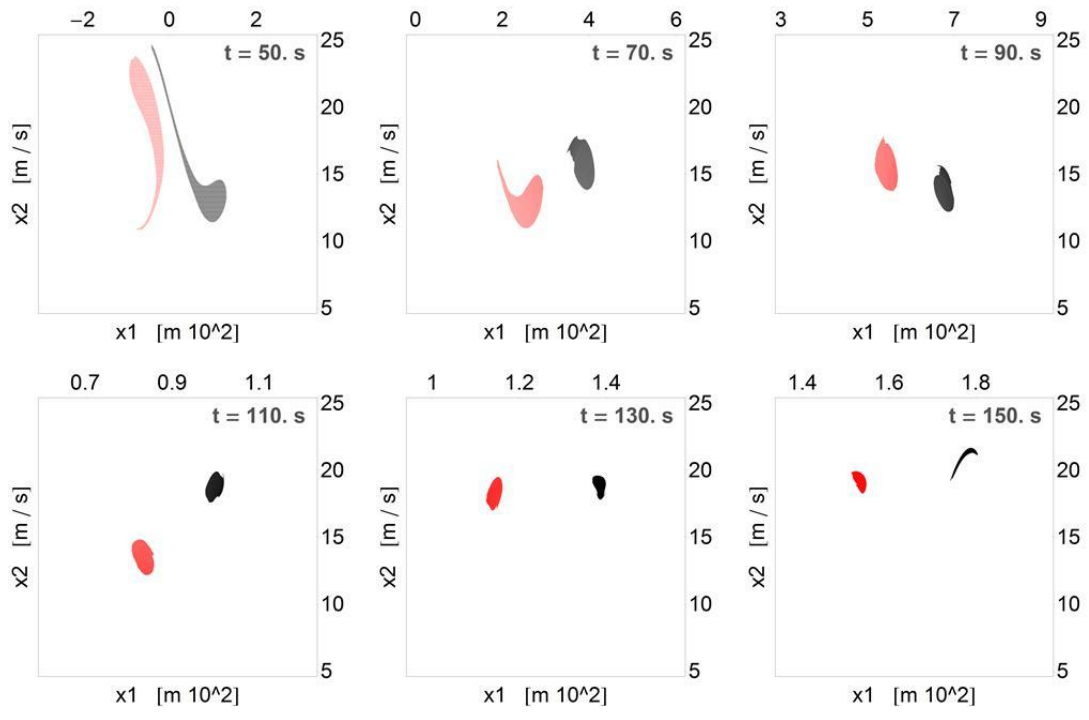 −2 0 2
0 2 4 6
3 5 7 9
t = 50. s
t = 70. s
t = 90. s
25
20
15
10
5
25
20
15
10
5
25
20
15
10
5
x2 [m / s]
x2 [m / s]
x2 [m / s]
x1 [m 10^2]
x1 [m 10^2]
x1 [m 10^2]
0.7 0.9 1.1
1 1.2 1.4
1.4 1.6 1.8
t = 110. s
t = 130. s
t = 150. s
25
20
15
10
5
25
20
15
10
5
25
20
15
10
5
x2 [m / s]
x2 [m / s]
x2 [m / s]
x1 [m 10^2]
x1 [m 10^2]
x1 [m 10^2]